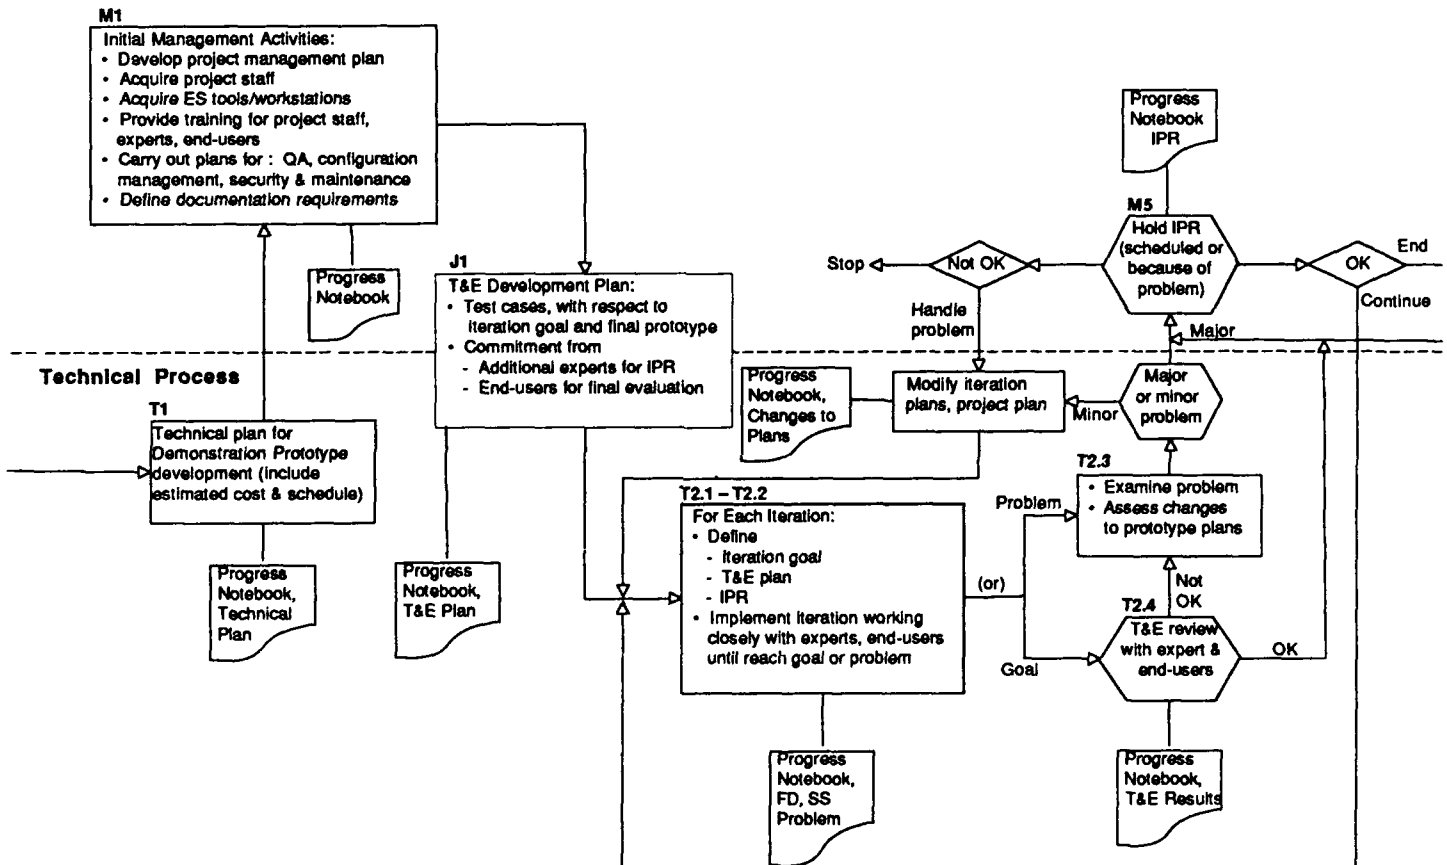 M1
Initial Management Activities:
• Develop project management plan
• Acquire project staff
• Acquire ES tools/workstations
• Provide training for project staff,
experts, end-users
• Carry out plans for : QA, configuration
management, security & maintenance
• Define documentation requirements
Progress
Notebook
J1
T&E Development Plan:
• Test cases, with respect to
iteration goal and final prototype
• Commitment from
- Additional experts for IPR
- End-users for final evaluation
Progress
Notebook
IPR
M5
Hold IPR
(scheduled or
because of
problem)
Stop
Not OK
OK
End
Continue
Handle
problem
Major
Technical Process
T1
Technical plan for
Demonstration Prototype
development (include
estimated cost & schedule)
Progress
Notebook,
Technical
Plan
Progress
Notebook,
T&E Plan
Progress
Notebook,
Changes to
Plans
Modify iteration
plans, project plan
Minor
Major
or minor
problem
T2.1 – T2.2
For Each Iteration:
• Define
- Iteration goal
- T&E plan
- IPR
• Implement iteration working
closely with experts, end-users
until reach goal or problem
(or)
Problem
Goal
T2.3
• Examine problem
• Assess changes
to prototype plans
Not
OK
T2.4
T&E review
with expert &
end-users
OK
Progress
Notebook,
FD, SS
Problem
Progress
Notebook,
T&E Results